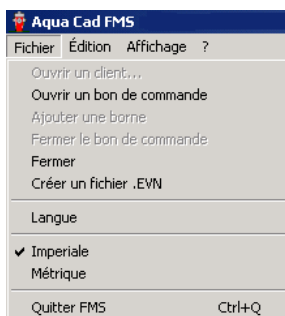 Aqua Cad FMS
Fichier Édition Affichage ?
Ouvrir un client...
Ouvrir un bon de commande
Ajouter une borne
Fermer le bon de commande
Fermer
Créer un fichier .EVN
Langue
Imperiale
Métrique
Quitter FMS Ctrl+Q